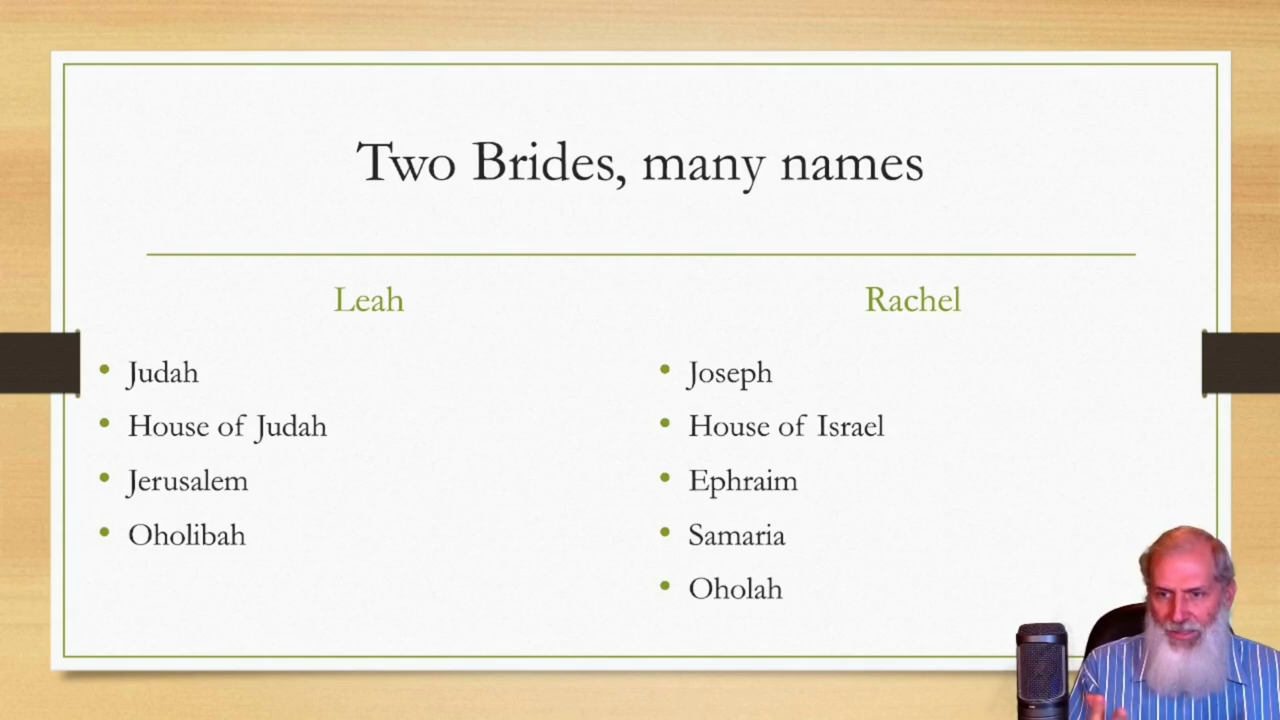 Two Brides, many names
Leah
• Judah
• House of Judah
• Jerusalem
• Oholibah
Rachel
• Joseph
• House of Israel
• Ephraim
• Samaria
• Oholah